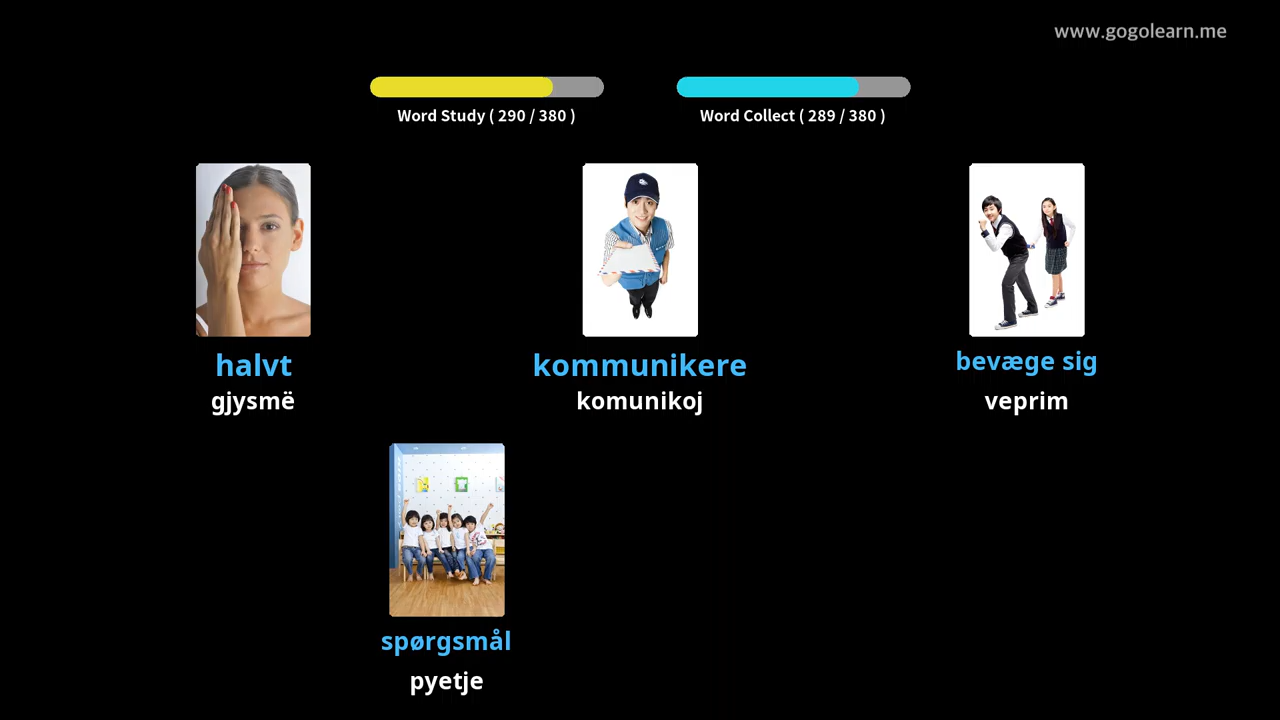 www.gogolearn.me
Word Study ( 290 / 380 )
Word Collect ( 289 / 380 )
halvt
gjysmë
kommunikere
komunikoj
bevæge sig
veprim
spørgsmål
pyetje